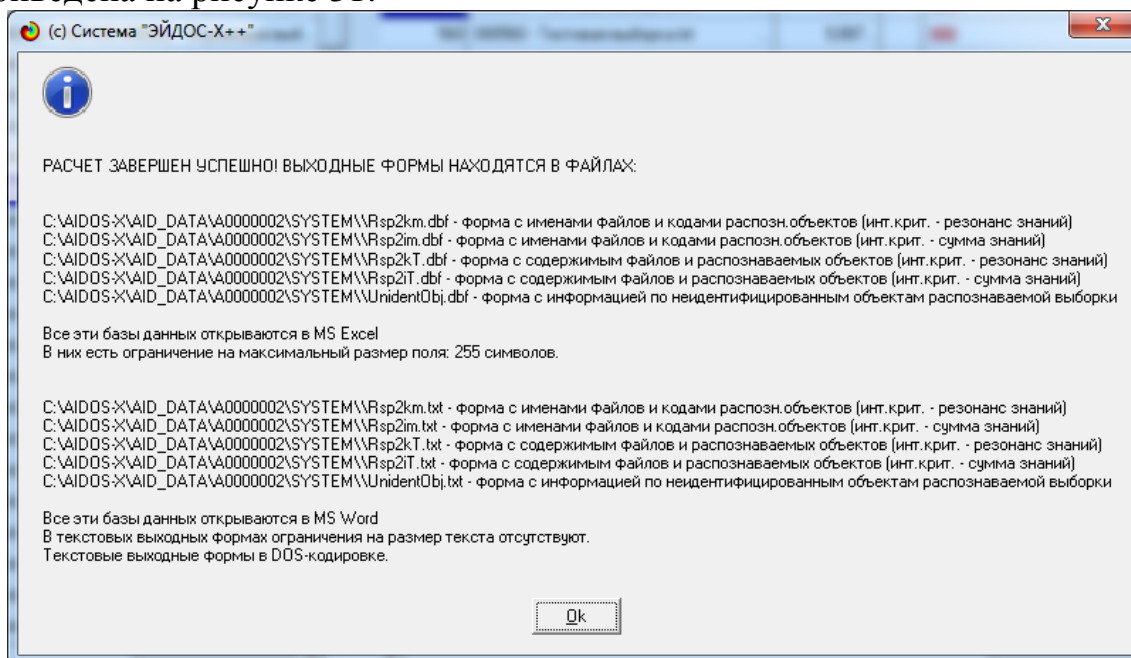 на рисунке
(c) Система "ЭЙДОС-X++"
РАСЧЕТ ЗАВЕРШЕН УСПЕШНО! ВЫХОДНЫЕ ФОРМЫ НАХОДЯТСЯ В ФАЙЛАХ:
C:\AIDOS-X\AID_DATA\A0000002\SYSTEM\\Rsp2km.dbf - форма с именами файлов и кодами распозн.объектов (инт.крит. - резонанс знаний)
C:\AIDOS-X\AID_DATA\A0000002\SYSTEM\\Rsp2im.dbf - форма с именами файлов и кодами распозн.объектов (инт.крит. - сумма знаний)
C:\AIDOS-X\AID_DATA\A0000002\SYSTEM\\Rsp2kT.dbf - форма с содержимым файлов и распознаваемых объектов (инт.крит. - резонанс знаний)
C:\AIDOS-X\AID_DATA\A0000002\SYSTEM\\Rsp2iT.dbf - форма с содержимым файлов и распознаваемых объектов (инт.крит. - сумма знаний)
C:\AIDOS-X\AID_DATA\A0000002\SYSTEM\\UnidentObj.dbf - форма с информацией по неидентифицированным объектам распознаваемой выборки
Все эти базы данных открываются в MS Excel
В них есть ограничение на максимальный размер поля: 255 символов.
C:\AIDOS-X\AID_DATA\A0000002\SYSTEM\\Rsp2km.txt - форма с именами файлов и кодами распозн.объектов (инт.крит. - резонанс знаний)
C:\AIDOS-X\AID_DATA\A0000002\SYSTEM\\Rsp2im.txt - форма с именами файлов и кодами распозн.объектов (инт.крит. - сумма знаний)
C:\AIDOS-X\AID_DATA\A0000002\SYSTEM\\Rsp2kT.txt - форма с содержимым файлов и распознаваемых объектов (инт.крит. - резонанс знаний)
C:\AIDOS-X\AID_DATA\A0000002\SYSTEM\\Rsp2iT.txt - форма с содержимым файлов и распознаваемых объектов (инт.крит. - сумма знаний)
C:\AIDOS-X\AID_DATA\A0000002\SYSTEM\\UnidentObj.txt - форма с информацией по неидентифицированным объектам распознаваемой выборки
Все эти базы данных открываются в MS Word
В текстовых выходных формах ограничения на размер текста отсутствуют.
Текстовые выходные формы в DOS-кодировке.
Ok